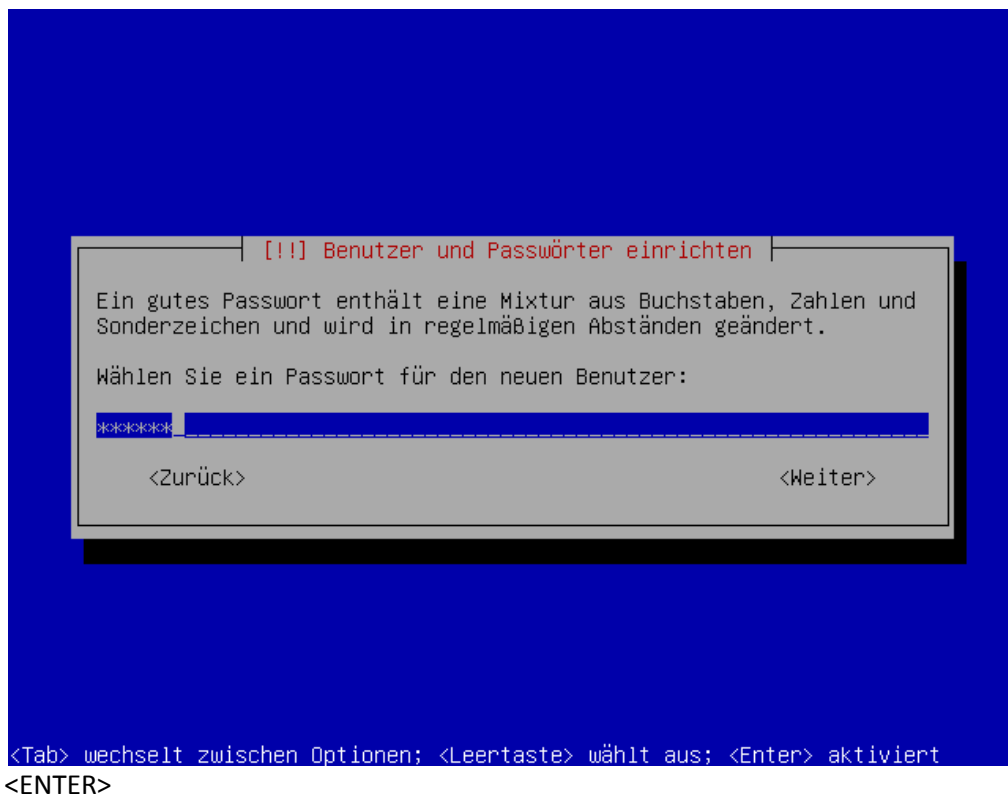 [!!] Benutzer und Passwörter einrichten
Ein gutes Passwort enthält eine Mixtur aus Buchstaben, Zahlen und
Sonderzeichen und wird in regelmäßigen Abständen geändert.
Wählen Sie ein Passwort für den neuen Benutzer:
******_______________________________________________________________
<Zurück> <Weiter>
<Tab> wechselt zwischen Optionen; <Leertaste> wählt aus; <Enter> aktiviert
<ENTER>